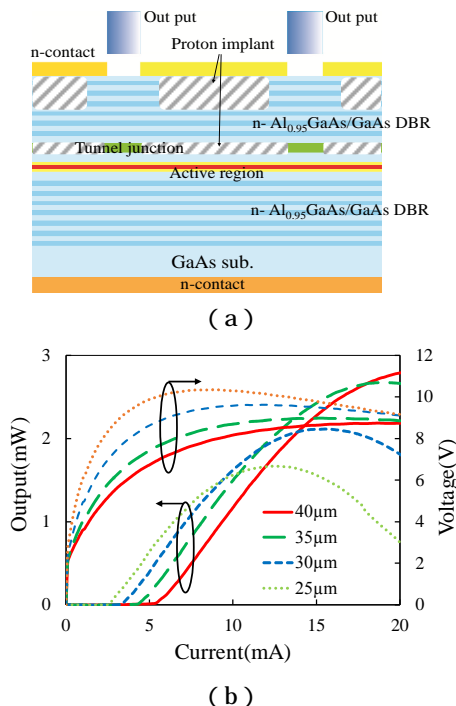 Out put
Out put
n-contact
Proton implant
n- Al0.95GaAs/GaAs DBR
Tunnel junction
Active region
n- Al0.95GaAs/GaAs DBR
GaAs sub.
n-contact
(a)
3
12
10
2
8
6
1
4
2
0
0
Output(mW)
Voltage(V)
40μm
35μm
30μm
25μm
0 5 10 15 20
Current(mA)
(b)